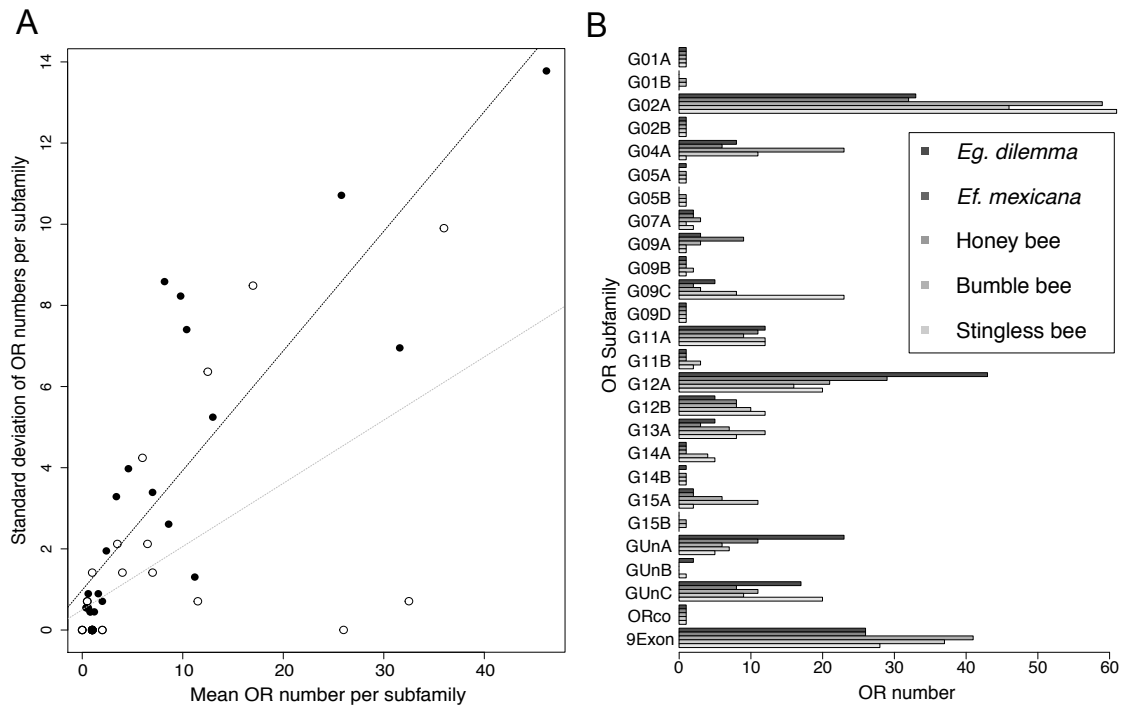 A
Standard deviation of OR numbers per subfamily
14
12
10
8
6
4
2
0
0 10 20 30 40
Mean OR number per subfamily
B
OR Subfamily
G01A
G01B
G02A
G02B
G04A
G05A
G05B
G07A
G09A
G09B
G09C
G09D
G11A
G11B
G12A
G12B
G13A
G14A
G14B
G15A
G15B
GUnA
GUnB
GUnC
ORco
9Exon
0 10 20 30 40 50 60
OR number
Eg. dilemma
Ef. mexicana
Honey bee
Bumble bee
Stingless bee